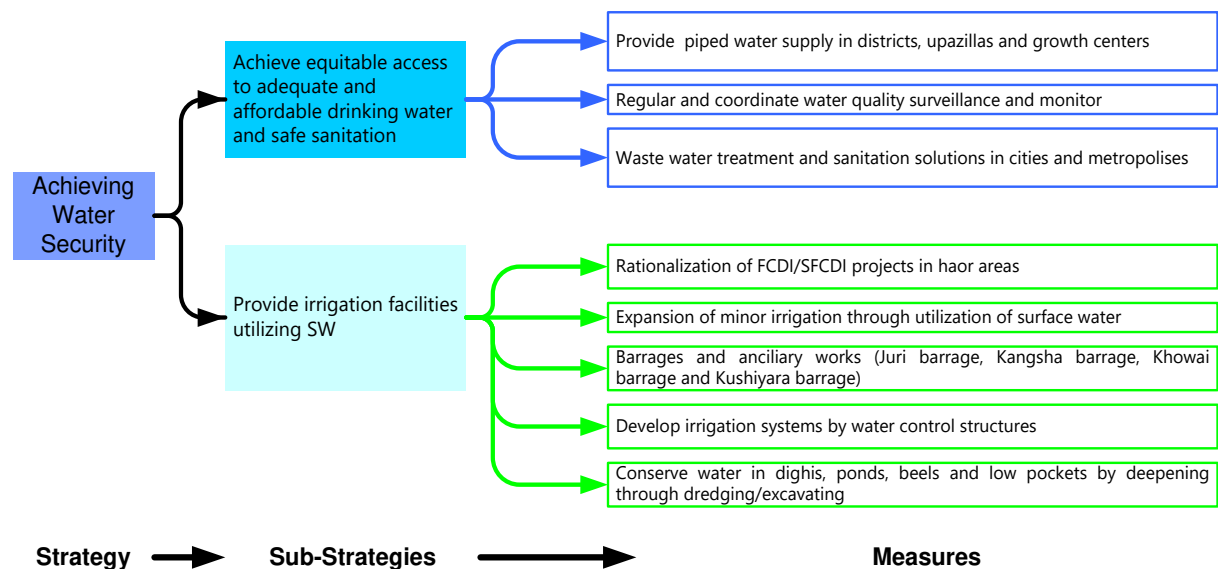 Achieving
Water
Security
Achieve equitable access
to adequate and
affordable drinking water
and safe sanitation
Provide piped water supply in districts, upazillas and growth centers
Regular and coordinate water quality surveillance and monitor
Waste water treatment and sanitation solutions in cities and metropolises
Provide irrigation facilities
utilizing SW
Rationalization of FCDI/SFCDI projects in haor areas
Expansion of minor irrigation through utilization of surface water
Barrages and anciliary works (Juri barrage, Kangsha barrage, Khowai
barrage and Kushiyara barrage)
Develop irrigation systems by water control structures
Conserve water in dighis, ponds, beels and low pockets by deepening
through dredging/excavating
Strategy Sub-Strategies Measures